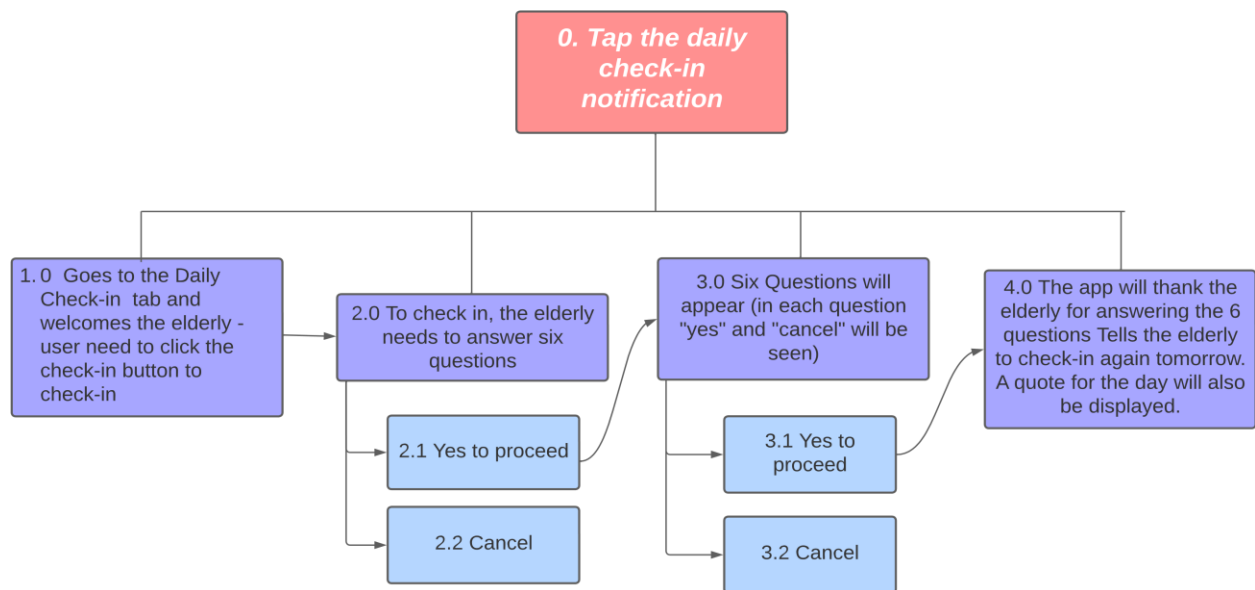 0. Tap the daily
check-in
notification
1. 0 Goes to the Daily
Check-in tab and
welcomes the elderly -
user need to click the
check-in button to
check-in
2.0 To check in, the elderly
needs to answer six
questions
2.1 Yes to proceed
2.2 Cancel
3.0 Six Questions will
appear (in each question
"yes" and "cancel" will be
seen)
3.1 Yes to
proceed
3.2 Cancel
4.0 The app will thank the
elderly for answering the 6
questions Tells the elderly
to check-in again tomorrow.
A quote for the day will also
be displayed.